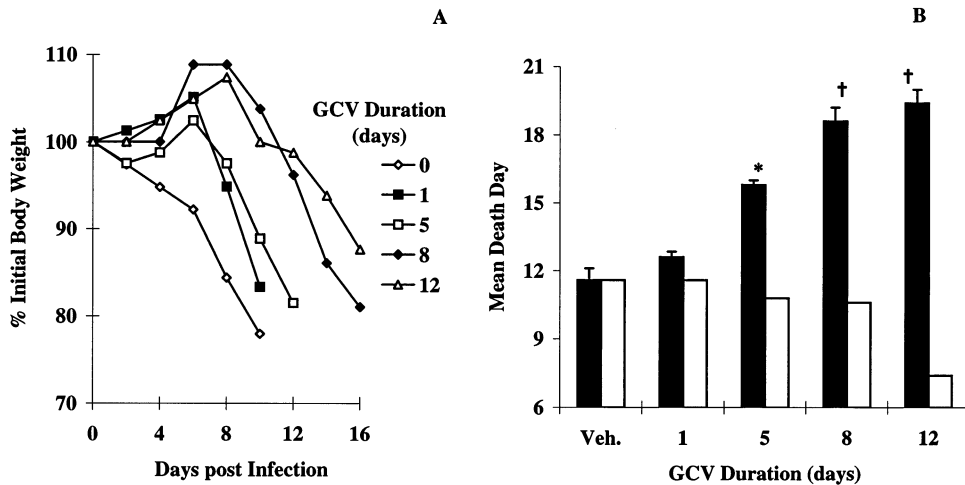 A
110
100
90
80
70
% Initial Body Weight
0 4 8 12 16
Days post Infection
GCV Duration
(days)
0
1
5
8
12
B
21
18
15
12
9
6
Mean Death Day
* † †
Veh. 1 5 8 12
GCV Duration (days)